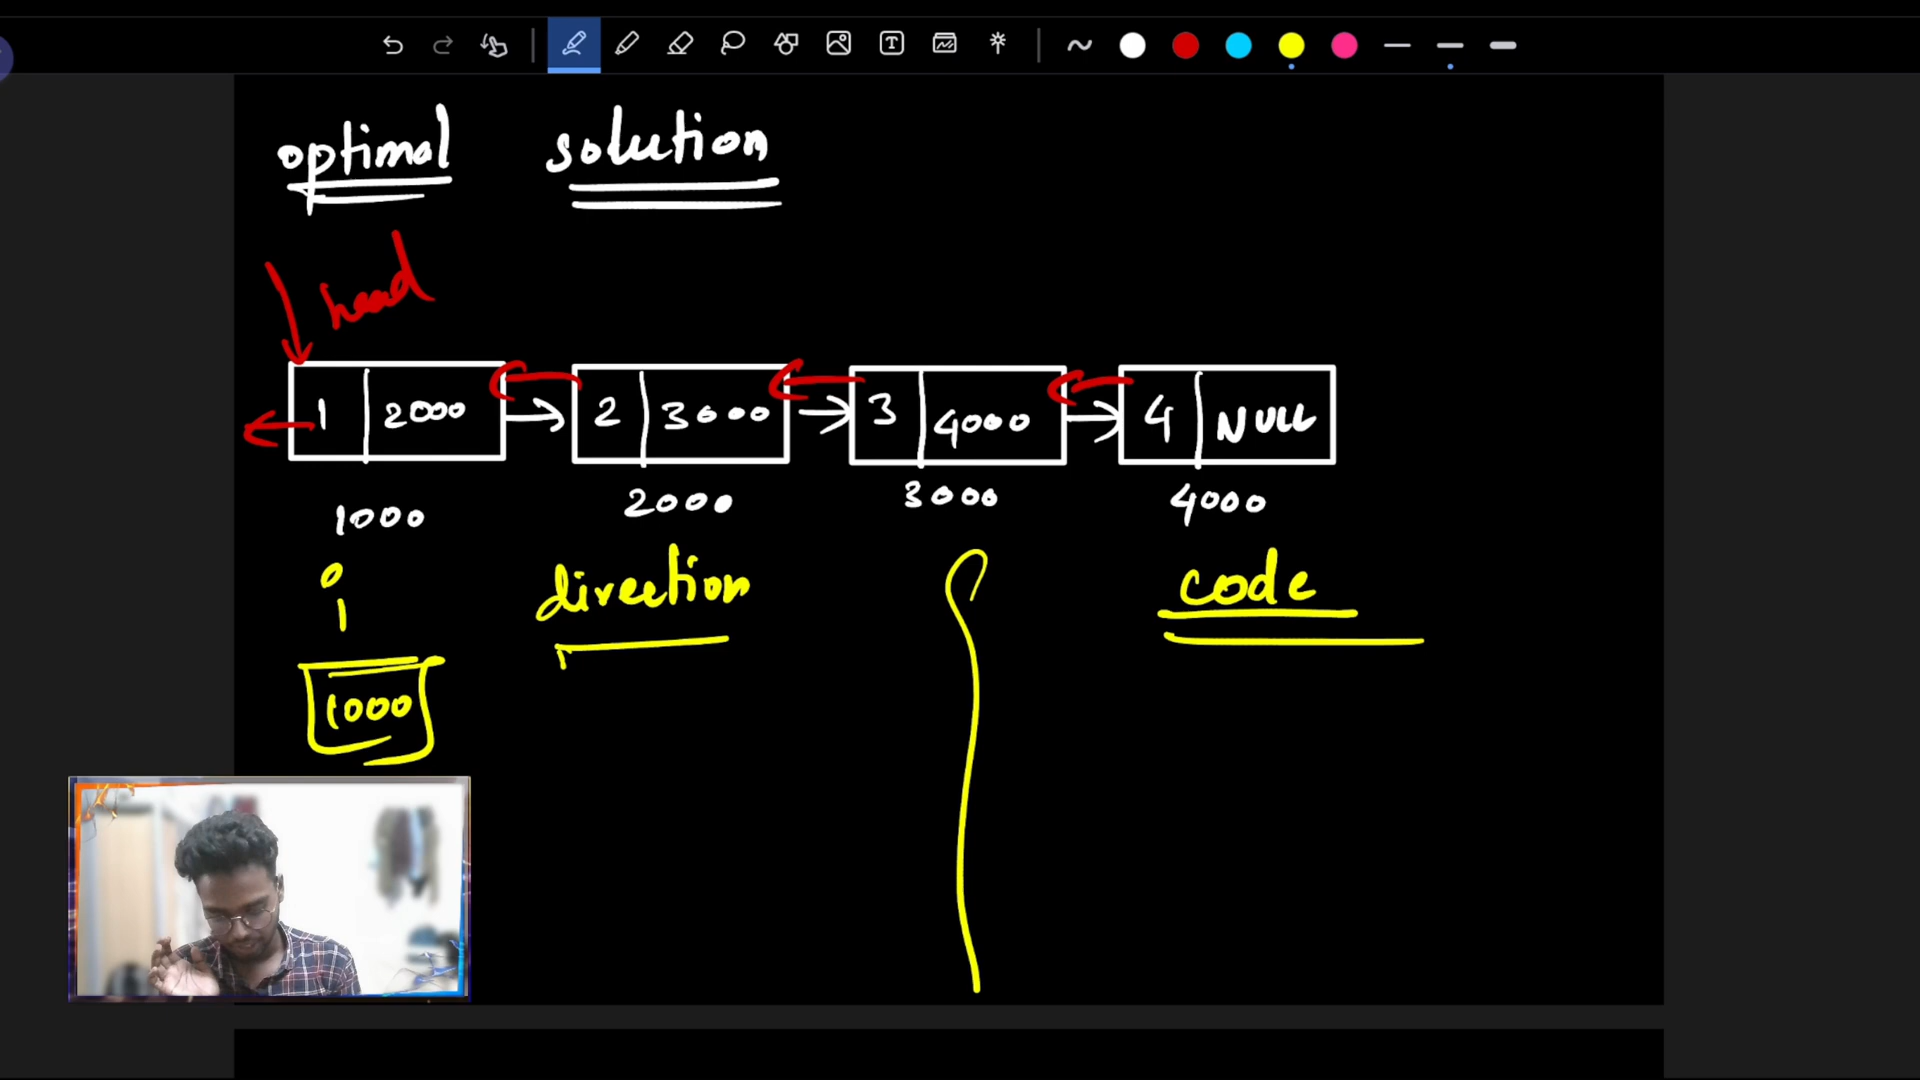 optimal solution
head
1 2000 2 3000 3 4000 4 NULL
1000 2000 3000 4000
direction code
1000